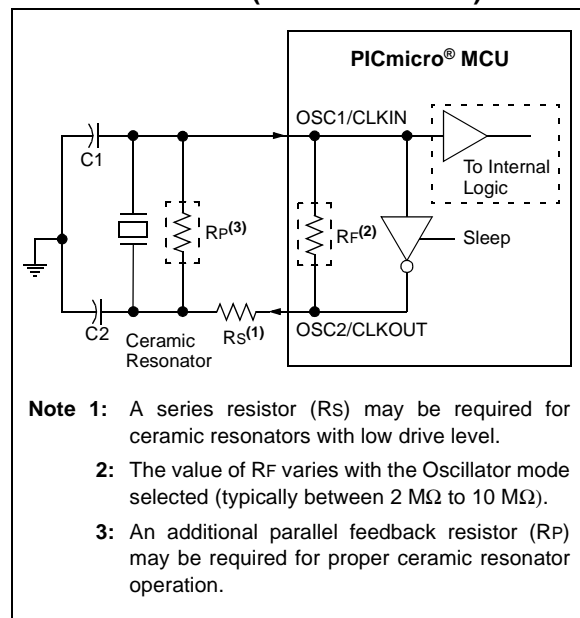 PICmicro® MCU
OSC1/CLKIN
C1
To Internal
Logic
RP(3)
RF(2)
Sleep
C2
Ceramic
Resonator
RS(1)
OSC2/CLKOUT
Note 1: A series resistor (RS) may be required for
ceramic resonators with low drive level.
2: The value of RF varies with the Oscillator mode
selected (typically between 2 MΩ to 10 MΩ).
3: An additional parallel feedback resistor (RP)
may be required for proper ceramic resonator
operation.